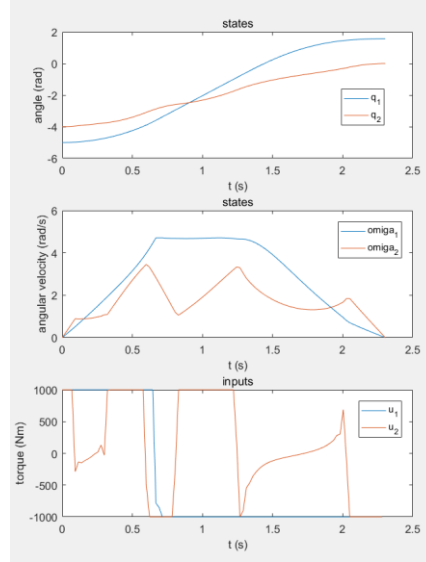 states
2
0
-2
-4
-6
angle (rad)
q1
q2
0 0.5 1 1.5 2 2.5
t (s)
states
6
4
2
0
angular velocity (rad/s)
omiga1
omiga2
0 0.5 1 1.5 2 2.5
t (s)
inputs
1000
500
0
-500
-1000
torque (Nm)
u1
u2
0 0.5 1 1.5 2 2.5
t (s)